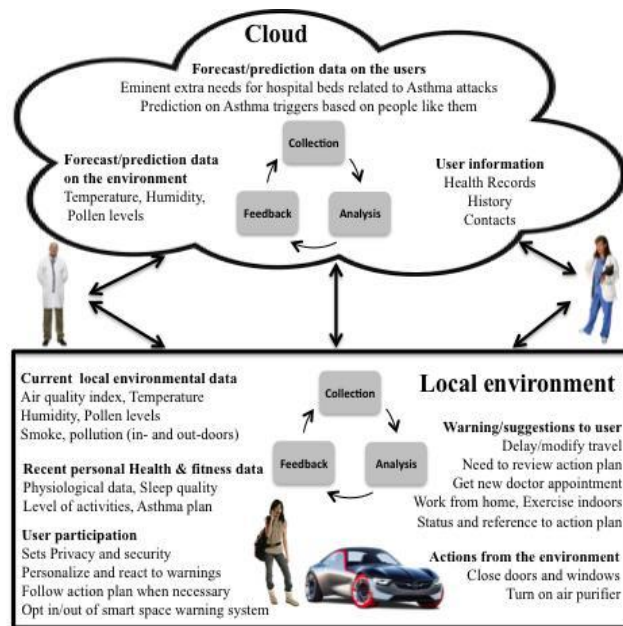 Cloud
Forecast/prediction data on the users
Eminent extra needs for hospital beds related to Asthma attacks
Prediction on Asthma triggers based on people like them
Collection
Forecast/prediction data
on the environment
Temperature, Humidity,
Pollen levels
Feedback
Analysis
User information
Health Records
History
Contacts
Local environment
Current local environmental data
Air quality index, Temperature
Humidity, Pollen levels
Smoke, pollution (in- and out-doors)
Collection
Feedback
Analysis
Recent personal Health & fitness data
Physiological data, Sleep quality
Level of activities, Asthma plan
User participation
Sets Privacy and security
Personalize and react to warnings
Follow action plan when necessary
Opt in/out of smart space warning system
Warning/suggestions to user
Delay/modify travel
Need to review action plan
Get new doctor appointment
Work from home, Exercise indoors
Status and reference to action plan
Actions from the environment
Close doors and windows
Turn on air purifier